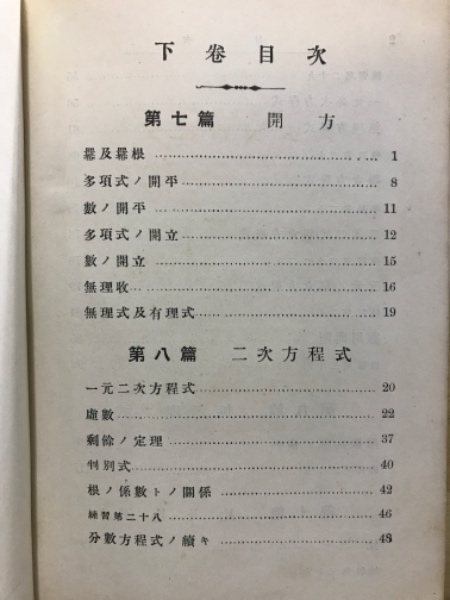 下卷目次
第七篇 開方
羃及羃根 1
多項式ノ開平 8
數ノ開平 11
多項式ノ開立 12
數ノ開立 15
無理收 16
無理式及有理式 19
第八篇 二次方程式
一元二次方程式 20
虛數 22
剩餘ノ定理 37
判別式 40
根ノ係數トノ關係 42
練習第二十八 46
分數方程式ノ續キ 48